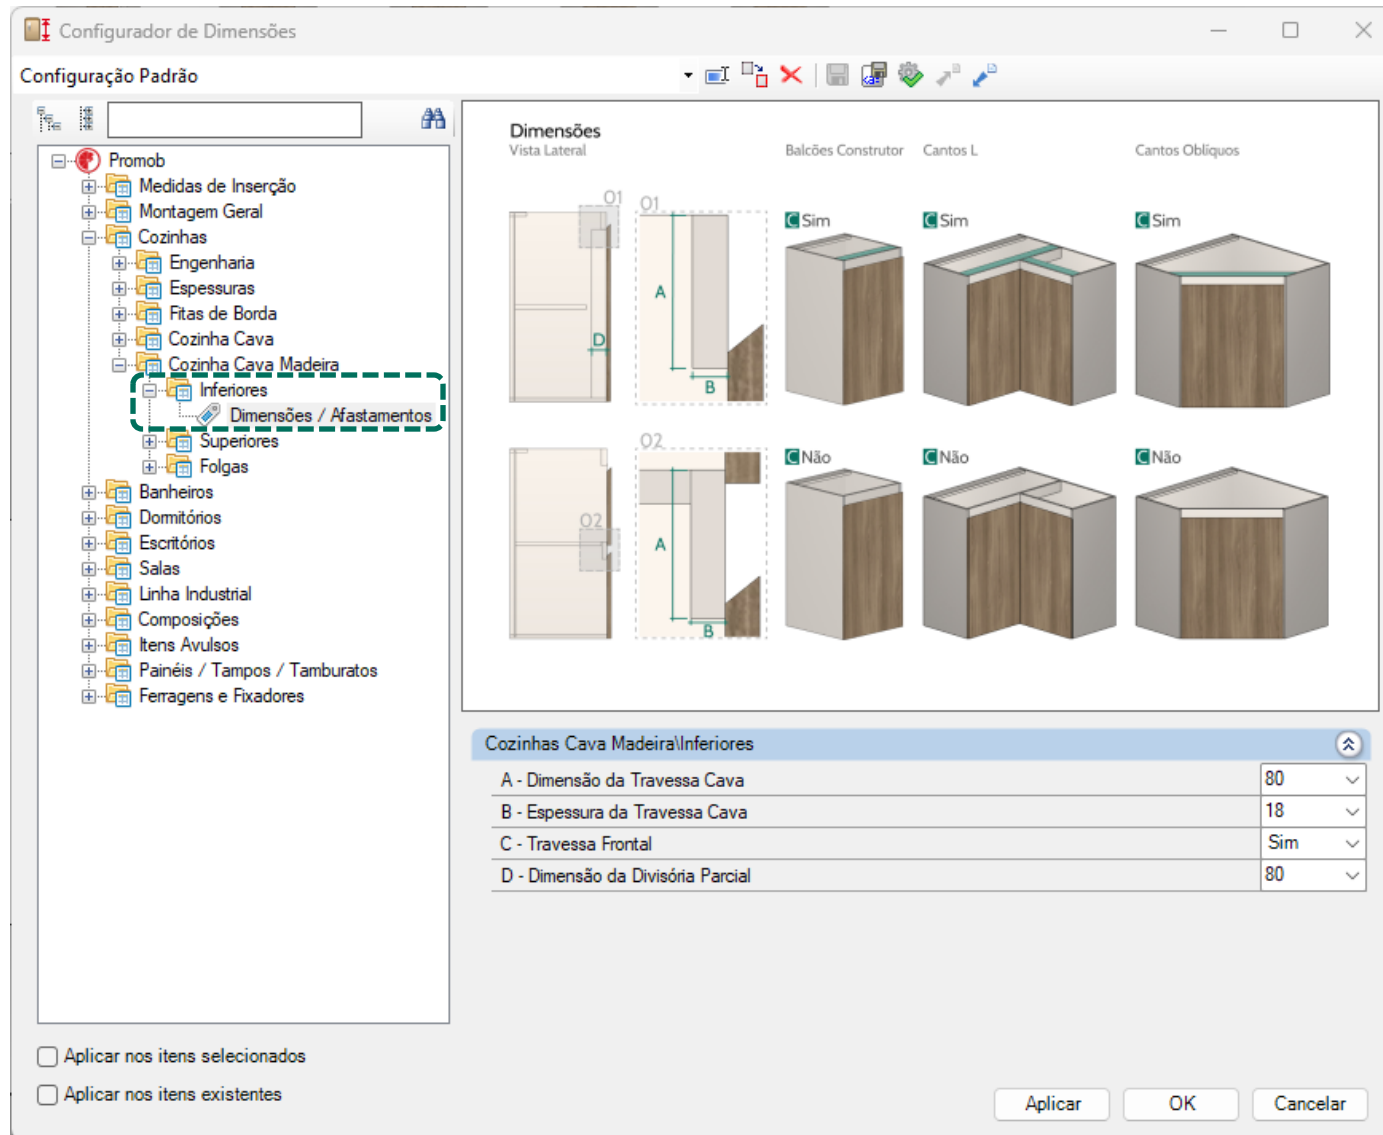 Configurador de Dimensões
Configuração Padrão
Promob
Medidas de Inserção
Montagem Geral
Cozinhas
Engenharia
Espessuras
Fitas de Borda
Cozinha Cava
Cozinha Cava Madeira
Inferiores
Dimensões / Afastamentos
Superiores
Folgas
Banheiros
Dormitórios
Escritórios
Salas
Linha Industrial
Composições
Itens Avulsos
Painéis / Tampos / Tamburatos
Ferragens e Fixadores
Dimensões
Vista Lateral Balcões Construtor Cantos L Cantos Oblíquos
01 01
C Sim C Sim C Sim
A
D
B
02
C Não C Não C Não
02
A
B
Cozinhas Cava Madeira\Inferiores
A - Dimensão da Travessa Cava 80
B - Espessura da Travessa Cava 18
C - Travessa Frontal Sim
D - Dimensão da Divisória Parcial 80
Aplicar nos itens selecionados
Aplicar nos itens existentes
Aplicar OK Cancelar